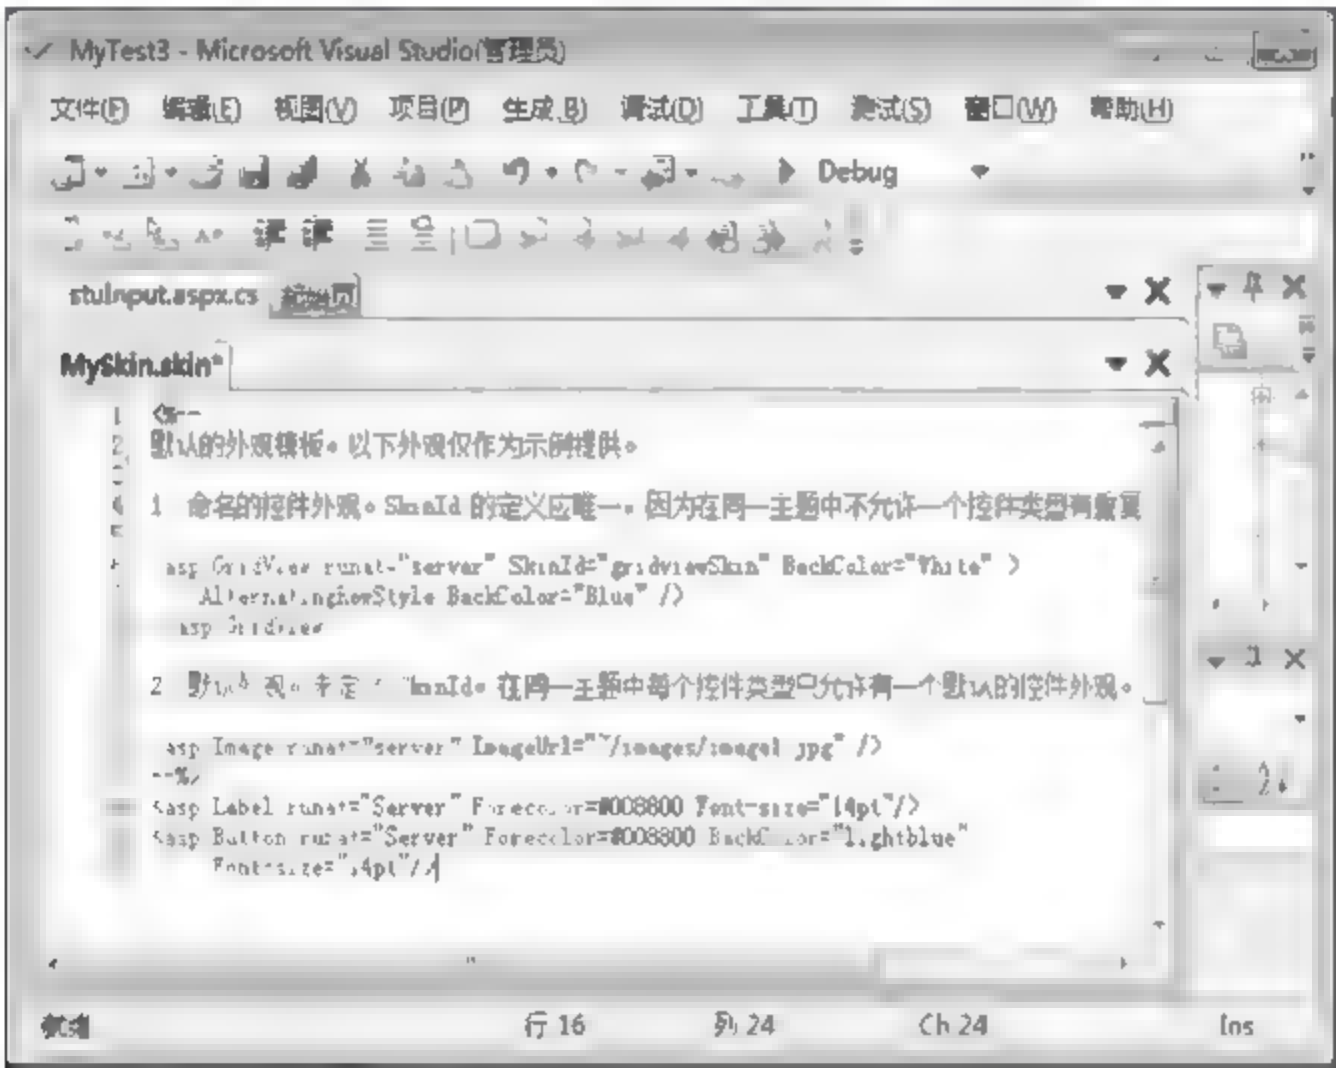 MyTest3 - Microsoft Visual Studio(管理员)
文件(F) 编辑(E) 视图(V) 项目(P) 生成(B) 调试(D) 工具(T) 测试(S) 窗口(W) 帮助(H)
Debug
stuInput.aspx.cs 起始页
MySkin.skin*
1 <%--
2 默认的外观模板。以下外观仅作为示例提供。
4 1 命名的控件外观。SkinId 的定义应唯一，因为在同一主题中不允许一个控件类型有重复
asp GridView runat="server" SkinId="gridviewSkin" BackColor="White" >
AlternatingRowStyle BackColor="Blue" />
asp GridView
2 默认外观。未定 SkinId。在同一主题中每个控件类型只允许有一个默认的控件外观。
asp Image runat="server" ImageUrl="~/images/image1 jpg" />
--%>
<asp Label runat="Server" Forecolor=#008800 Font-size="14pt"/>
<asp Button runat="Server" Forecolor=#008800 BackColor="lightblue"
Font-size="14pt"/>
就绪 行 16 列 24 Ch 24 Ins